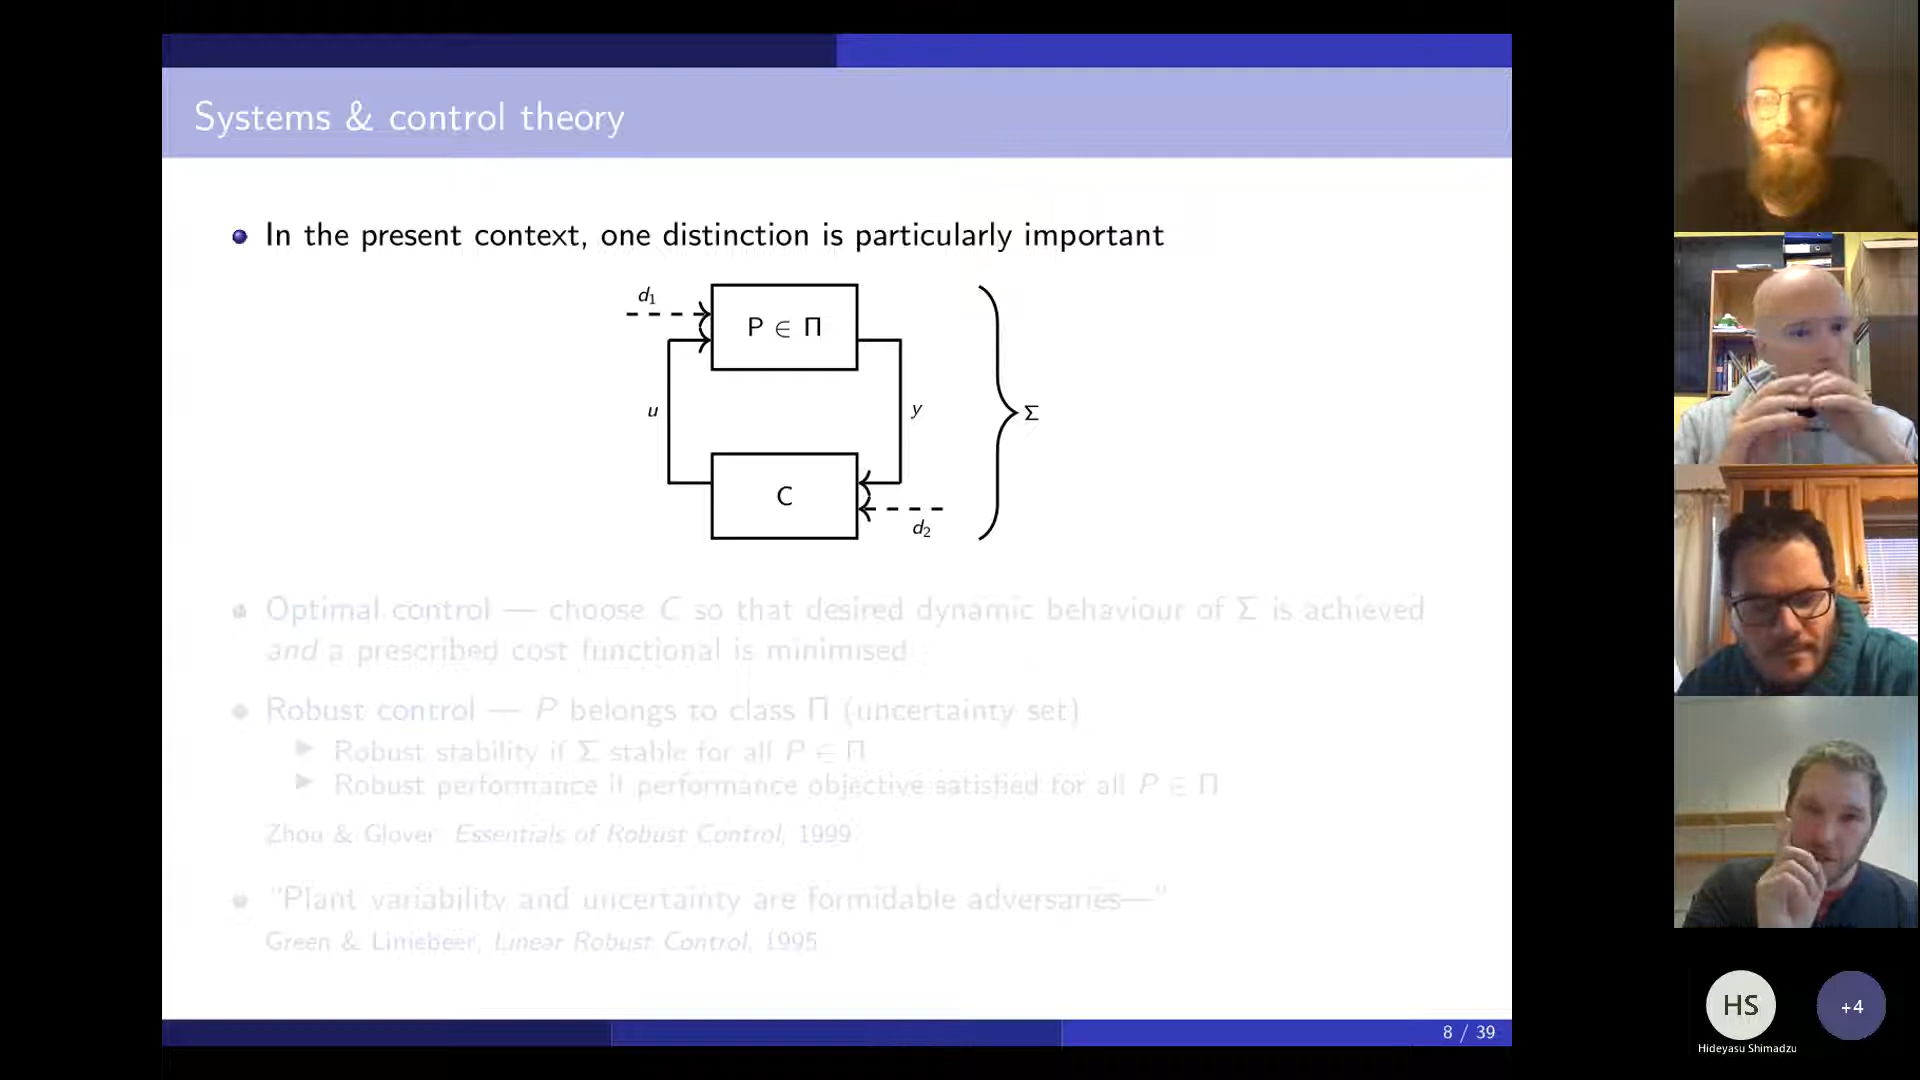 Systems & control theory
In the present context, one distinction is particularly important
d1
P ∈ Π
u
y
Σ
C
d2
Optimal control — choose C so that desired dynamic behaviour of Σ is achieved
and a prescribed cost functional is minimised
Robust control — P belongs to class Π (uncertainty set)
Robust stability if Σ stable for all P ∈ Π
Robust performance if performance objective satisfied for all P ∈ Π
Zhou & Glover Essentials of Robust Control, 1999
"Plant variability and uncertainty are formidable adversaries—"
Green & Limebeer, Linear Robust Control, 1995
8 / 39
HS
+4
Hideyasu Shimadzu